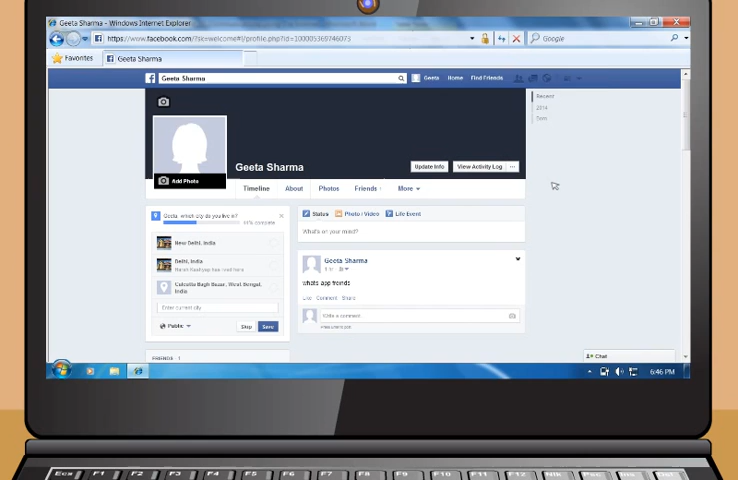 Geeta Sharma - Windows Internet Explorer
https://www.facebook.com/?sk=welcome#!/profile.php?id=100005369746073
Google
Favorites
Geeta Sharma
Geeta Sharma
Geeta
Home
Find Friends
Recent
2014
Born
Geeta Sharma
Update Info
View Activity Log
Add Photo
Timeline
About
Photos
Friends 1
More
Geeta, which city do you live in?
New Delhi, India
Delhi, India
Calcutta Bagh Bazar, West Bengal,
India
Enter current city
Public
Skip
Save
FRIENDS · 1
Status
Photo / Video
Life Event
What's on your mind?
Geeta Sharma
whats app frends
Like Comment Share
Write a comment...
Chat
6:46 PM
Esc F1 F2 F3 F4 F5 F6 F7 F8 F9 F10 F11 F12